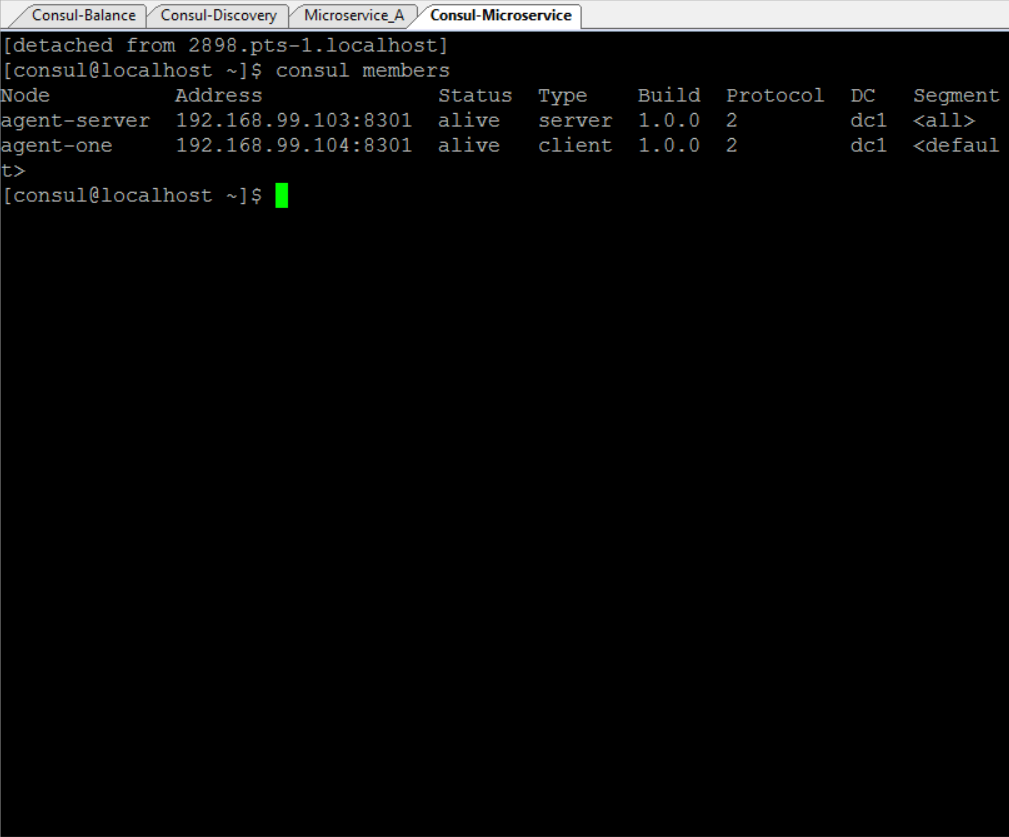 Consul-Balance Consul-Discovery Microservice_A Consul-Microservice
[detached from 2898.pts-1.localhost]
[consul@localhost ~]$ consul members
Node Address Status Type Build Protocol DC Segment
agent-server 192.168.99.103:8301 alive server 1.0.0 2 dc1 <all>
agent-one 192.168.99.104:8301 alive client 1.0.0 2 dc1 <defaul
t>
[consul@localhost ~]$